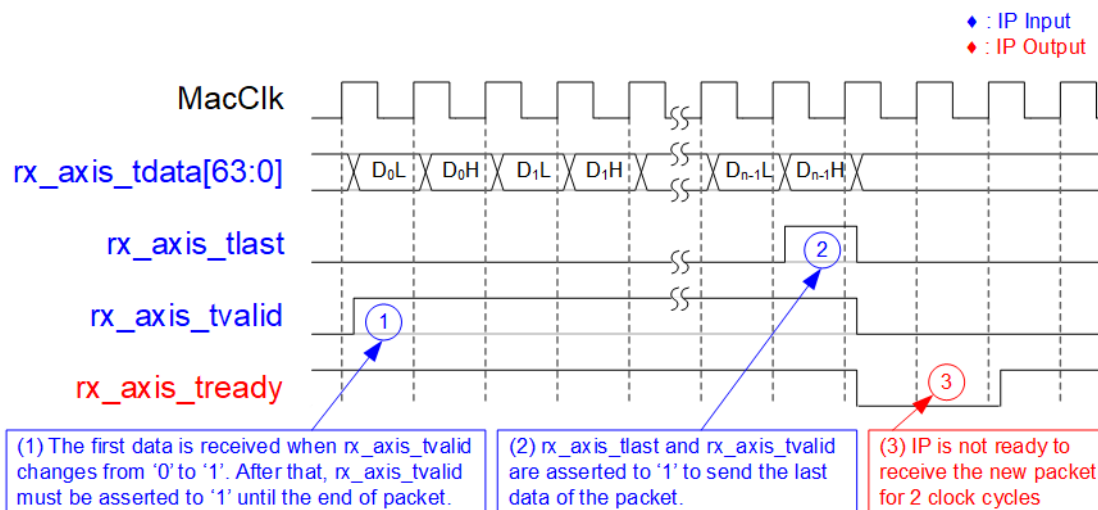 ♦ : IP Input
♦ : IP Output
MacClk
rx_axis_tdata[63:0]
D₀L D₀H D₁L D₁H Dₙ₋₁L Dₙ₋₁H
rx_axis_tlast
2
rx_axis_tvalid
1
rx_axis_tready
3
(1) The first data is received when rx_axis_tvalid
changes from ‘0’ to ‘1’. After that, rx_axis_tvalid
must be asserted to ‘1’ until the end of packet.
(2) rx_axis_tlast and rx_axis_tvalid
are asserted to ‘1’ to send the last
data of the packet.
(3) IP is not ready to
receive the new packet
for 2 clock cycles